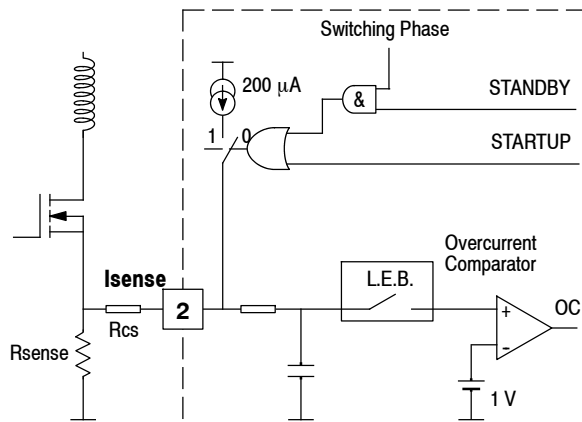 Switching Phase
200 μA
&
STANDBY
1 0
STARTUP
Overcurrent
Comparator
Isense
L.E.B.
2
+
OC
Rcs
-
Rsense
1 V